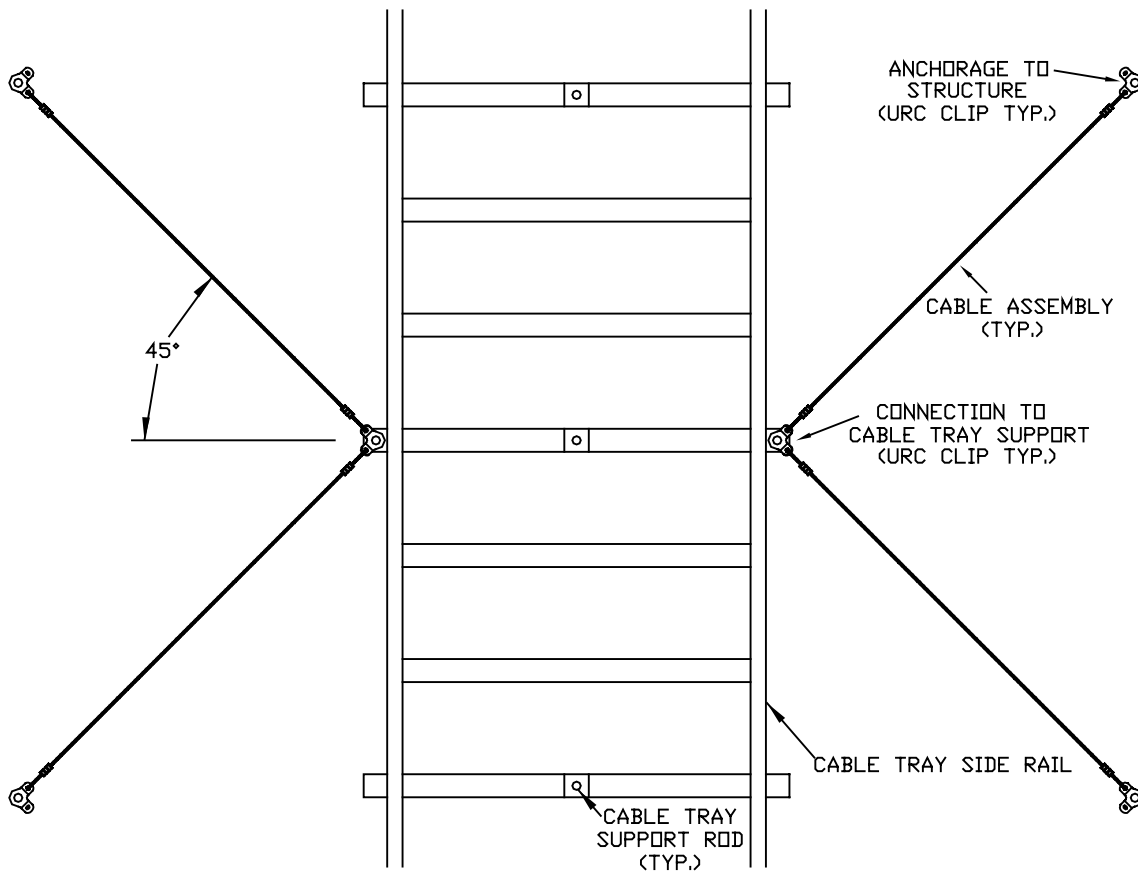 ANCHORAGE TO
STRUCTURE
(URC CLIP TYP.)
CABLE ASSEMBLY
(TYP.)
45°
CONNECTION TO
CABLE TRAY SUPPORT
(URC CLIP TYP.)
CABLE TRAY SIDE RAIL
CABLE TRAY
SUPPORT ROD
(TYP.)